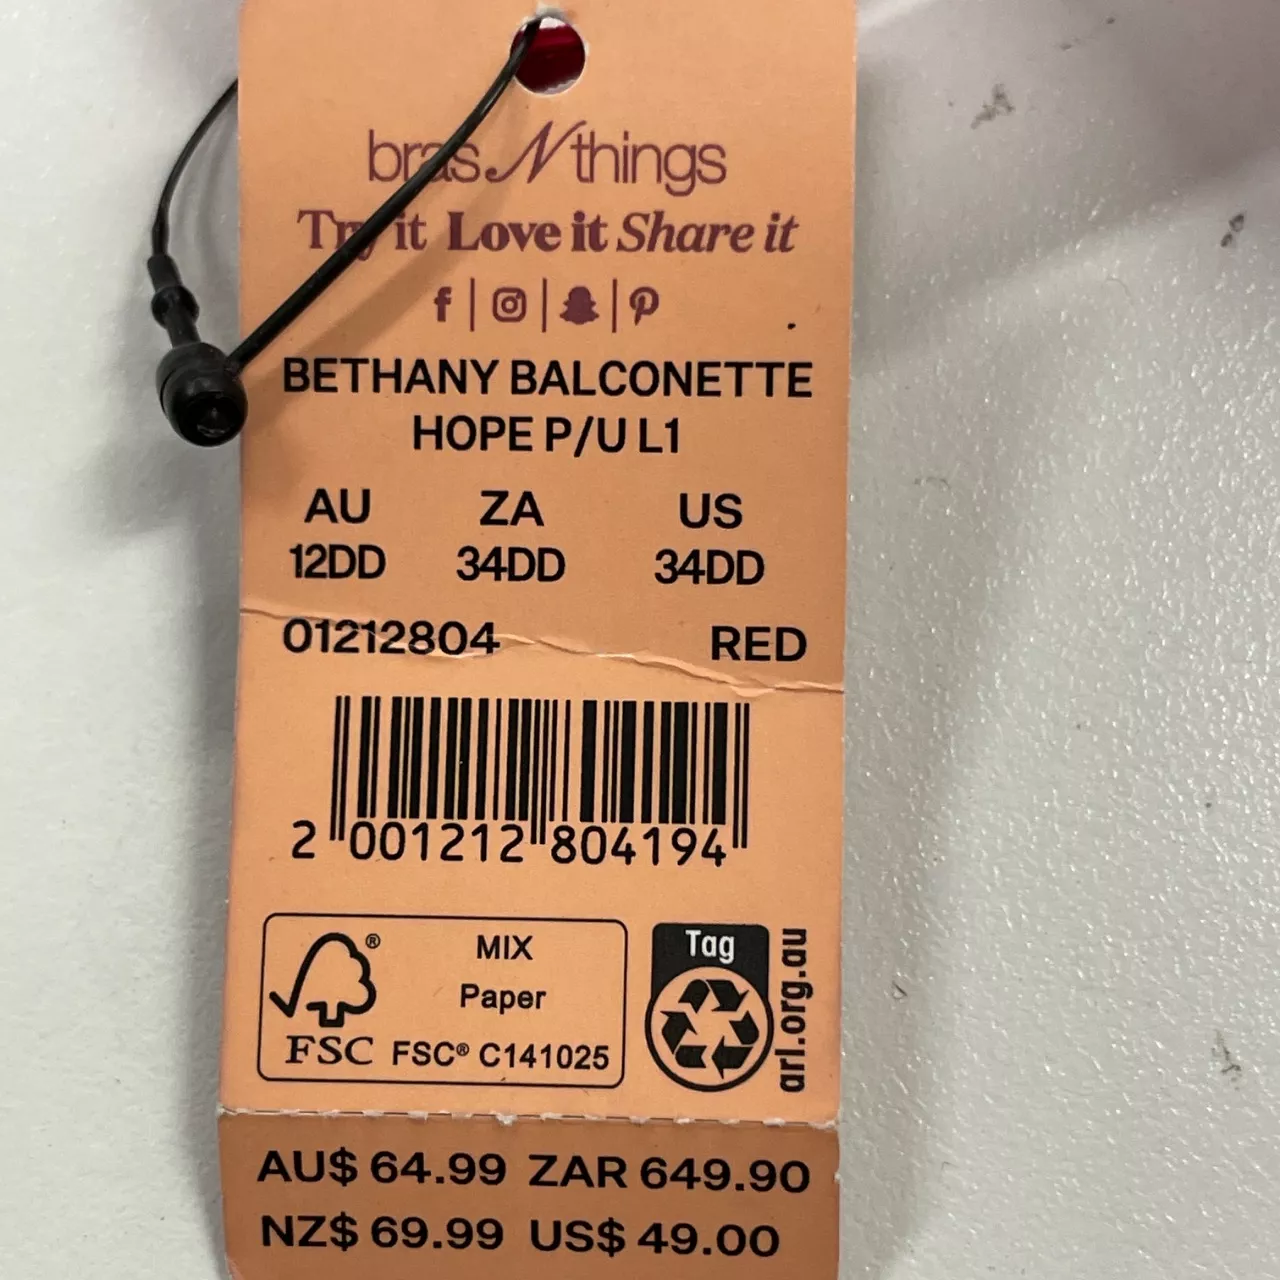 bras N things
Try it Love it Share it
BETHANY BALCONETTE
HOPE P/U L1
AU ZA US
12DD 34DD 34DD
01212804 RED
2 001212 804194
MIX
Paper
FSC® C141025
® FSC
Tag
arl.org.au
AU$ 64.99 ZAR 649.90
NZ$ 69.99 US$ 49.00